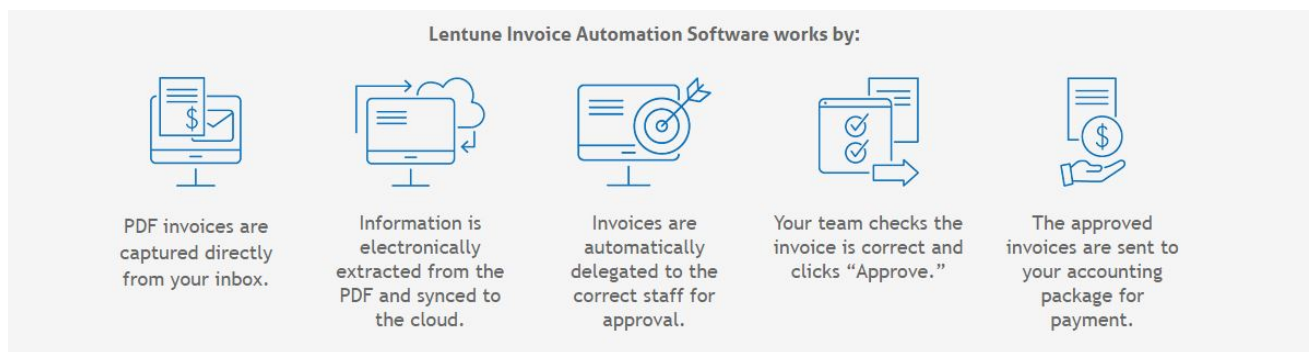 Lentune Invoice Automation Software works by:
$
$
PDF invoices are
captured directly
from your inbox.
Information is
electronically
extracted from the
PDF and synced to
the cloud.
Invoices are
automatically
delegated to the
correct staff for
approval.
Your team checks the
invoice is correct and
clicks “Approve.”
The approved
invoices are sent to
your accounting
package for
payment.